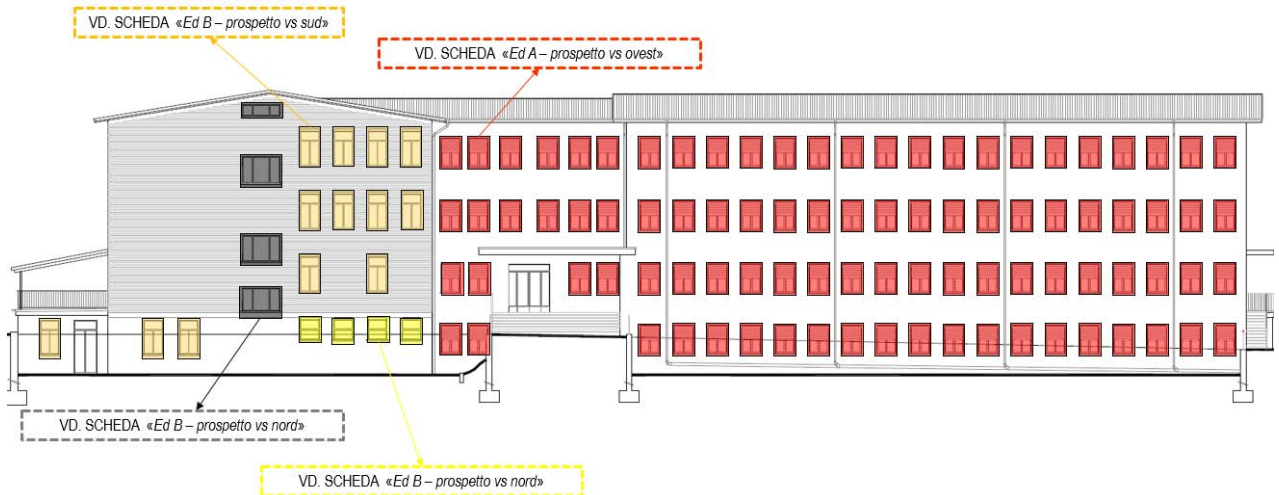 VD. SCHEDA «Ed B – prospetto vs sud»
VD. SCHEDA «Ed A – prospetto vs ovest»
VD. SCHEDA «Ed B – prospetto vs nord»
VD. SCHEDA «Ed B – prospetto vs nord»